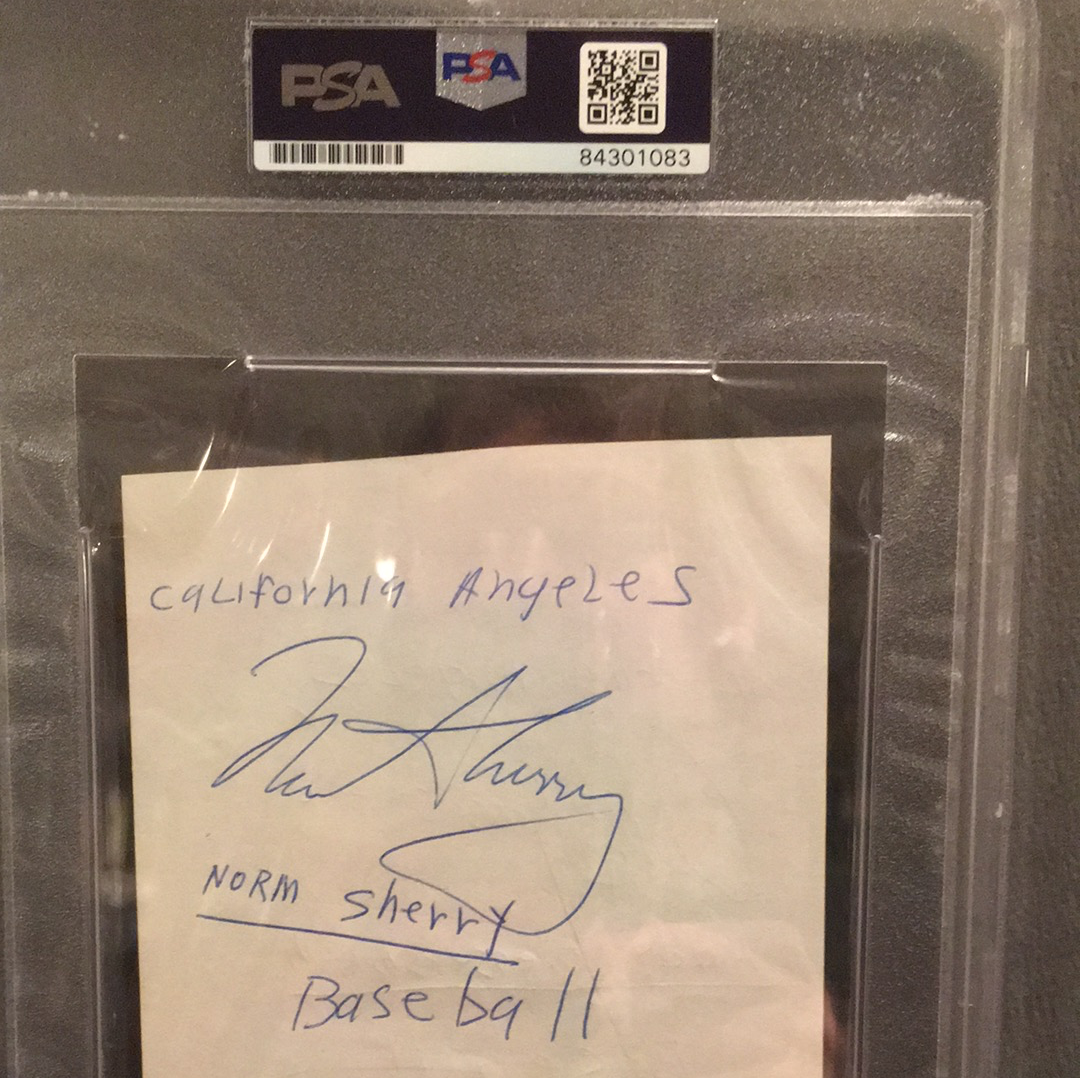 PSA PSA
84301083
California Angeles
Norm Sherry
NORM Sherry
Baseball